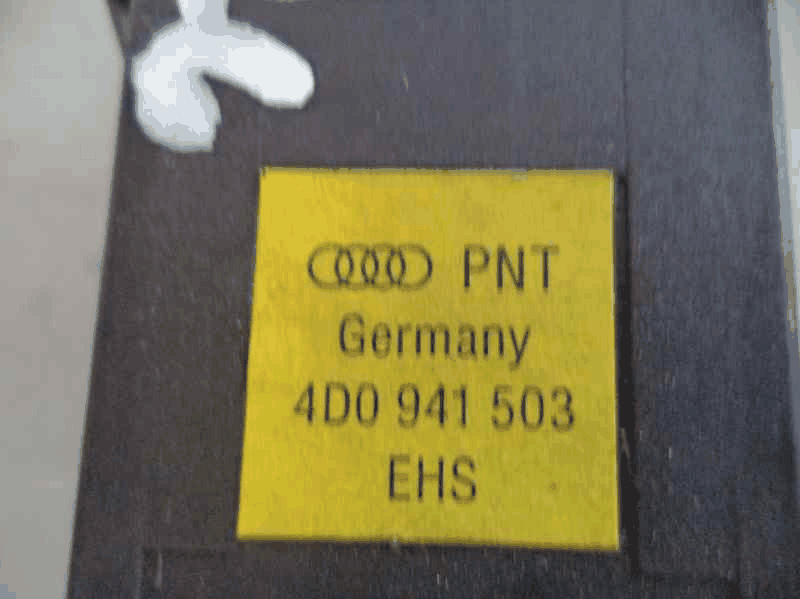 PNT
Germany
4D0 941 503
EHS